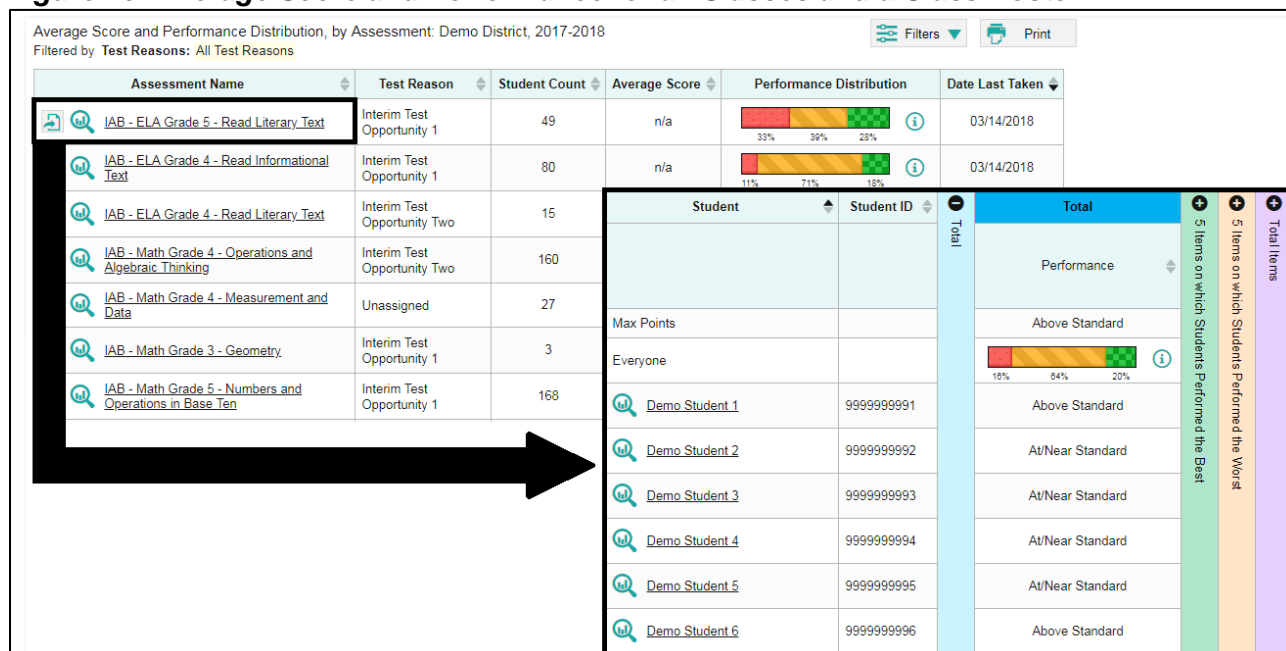 Average Score and Performance Distribution, by Assessment: Demo District, 2017-2018
Filtered by Test Reasons: All Test Reasons
Filters
Print
Assessment Name Test Reason Student Count Average Score Performance Distribution Date Last Taken
IAB - ELA Grade 5 - Read Literary Text
Interim Test
Opportunity 1
49
n/a
33% 39% 28%
03/14/2018
IAB - ELA Grade 4 - Read Informational
Text
Interim Test
Opportunity 1
80
n/a
11% 71% 18%
03/14/2018
IAB - ELA Grade 4 - Read Literary Text
Interim Test
Opportunity Two
15
IAB - Math Grade 4 - Operations and
Algebraic Thinking
Interim Test
Opportunity Two
160
IAB - Math Grade 4 - Measurement and
Data
Unassigned
27
IAB - Math Grade 3 - Geometry
Interim Test
Opportunity 1
3
IAB - Math Grade 5 - Numbers and
Operations in Base Ten
Interim Test
Opportunity 1
168
Student Student ID Total
Total
Performance
5 Items on which Students Performed the Best
5 Items on which Students Performed the Worst
Total Items
Max Points Above Standard
Everyone
16% 64% 20%
Demo Student 1 9999999991 Above Standard
Demo Student 2 9999999992 At/Near Standard
Demo Student 3 9999999993 At/Near Standard
Demo Student 4 9999999994 At/Near Standard
Demo Student 5 9999999995 At/Near Standard
Demo Student 6 9999999996 Above Standard